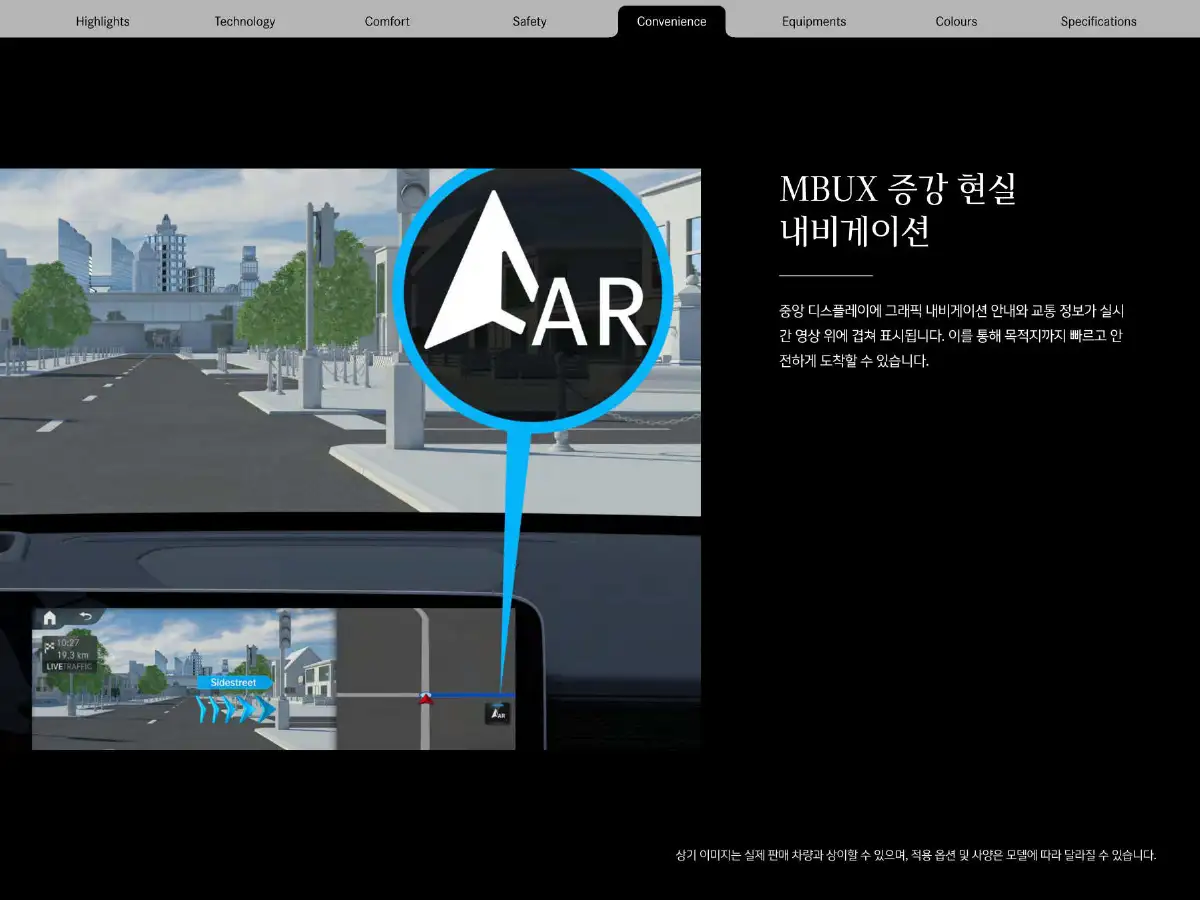 Highlights
Technology
Comfort
Safety
Convenience
Equipments
Colours
Specifications
MBUX 증강 현실
내비게이션
중앙 디스플레이에 그래픽 내비게이션 안내와 교통 정보가 실시
간 영상 위에 겹쳐 표시됩니다. 이를 통해 목적지까지 빠르고 안
전하게 도착할 수 있습니다.
AR
10:27
19.3 km
LIVETRAFFIC
Sidestreet
AR
상기 이미지는 실제 판매 차량과 상이할 수 있으며, 적용 옵션 및 사양은 모델에 따라 달라질 수 있습니다.